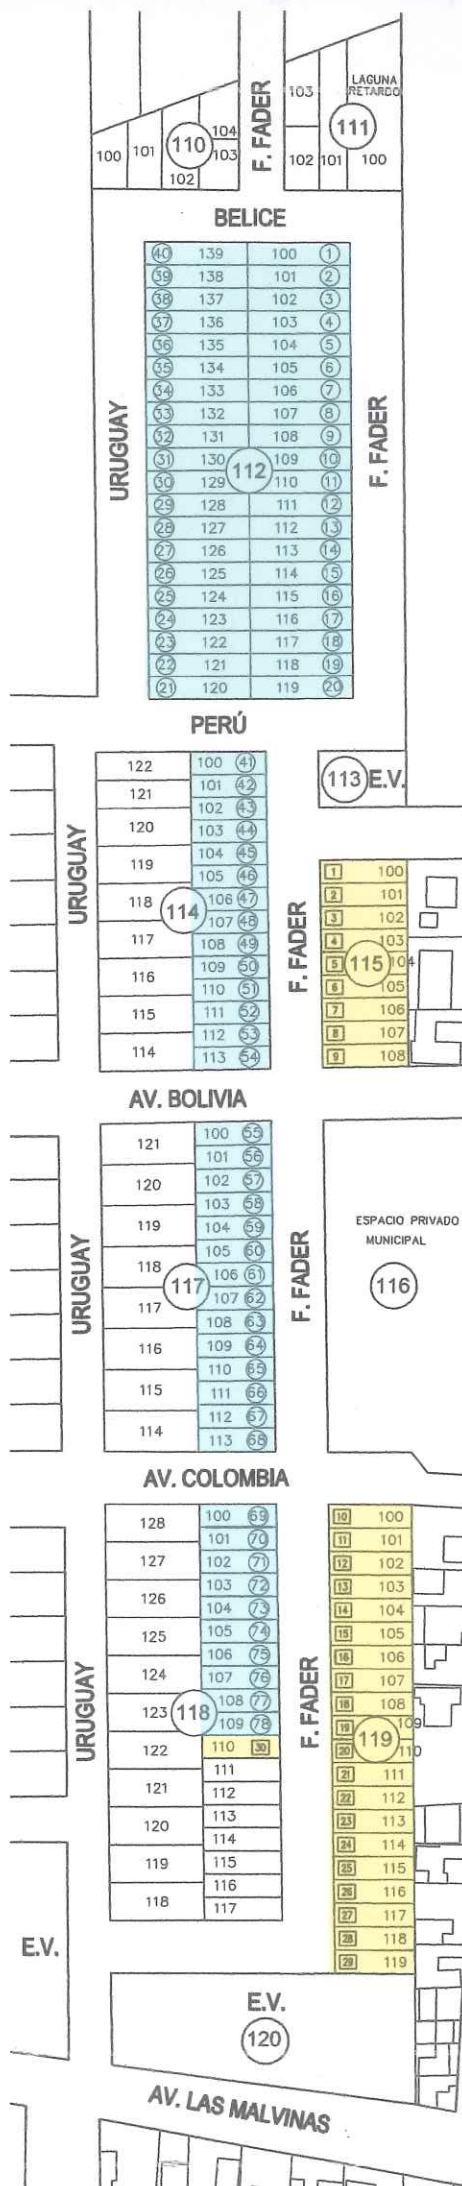 LAGUNA
RETARDO
103
111
102 101 100
F. FADER
104
100 101 110 103
102
BELICE
URUGUAY
F. FADER
112
40 139 100 1
39 138 101 2
38 137 102 3
37 136 103 4
36 135 104 5
35 134 105 6
34 133 106 7
33 132 107 8
32 131 108 9
31 130 109 10
30 129 110 11
29 128 111 12
28 127 112 13
27 126 113 14
26 125 114 15
25 124 115 16
24 123 116 17
23 122 117 18
22 121 118 19
21 120 119 20
PERÚ
113 E.V.
URUGUAY
122
121
120
119
118
117
116
115
114
114
100 41
101 42
102 43
103 44
104 45
105 46
106 47
107 48
108 49
109 50
110 51
111 52
112 53
113 54
F. FADER
115
1 100
2 101
3 102
4 103
5 104
6 105
7 106
8 107
9 108
AV. BOLIVIA
URUGUAY
121
120
119
118
117
116
115
114
117
100 55
101 56
102 57
103 58
104 59
105 60
106 61
107 62
108 63
109 64
110 65
111 66
112 67
113 68
F. FADER
ESPACIO PRIVADO
MUNICIPAL
116
AV. COLOMBIA
URUGUAY
128
127
126
125
124
123
122
121
120
119
118
118
100 69
101 70
102 71
103 72
104 73
105 74
106 75
107 76
108 77
109 78
110 30
111
112
113
114
115
116
117
F. FADER
119
10 100
11 101
12 102
13 103
14 104
15 105
16 106
17 107
18 108
19 109
20 110
21 111
22 112
23 113
24 114
25 115
26 116
27 117
28 118
29 119
E.V.
E.V.
120
AV. LAS MALVINAS